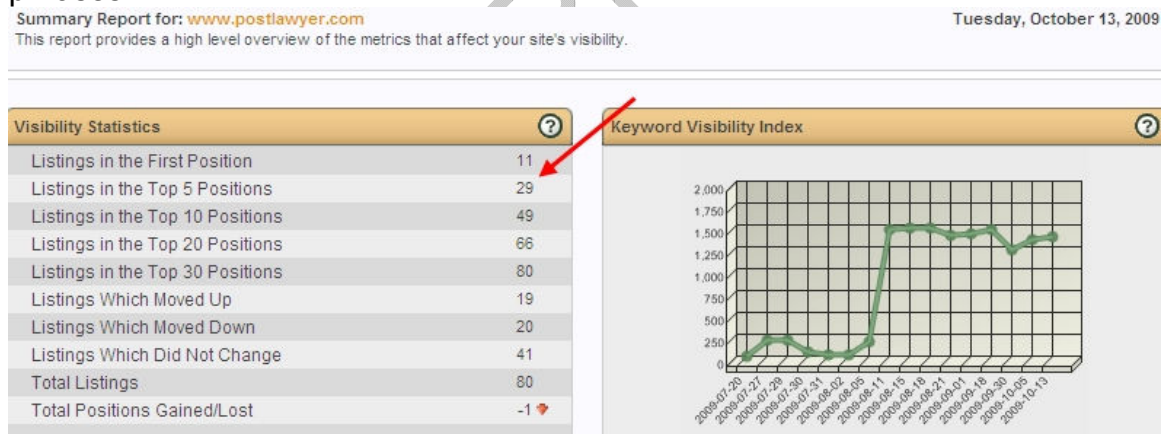 Summary Report for: www.postlawyer.com Tuesday, October 13, 2009
This report provides a high level overview of the metrics that affect your site's visibility.
Visibility Statistics ?
Listings in the First Position 11
Listings in the Top 5 Positions 29
Listings in the Top 10 Positions 49
Listings in the Top 20 Positions 66
Listings in the Top 30 Positions 80
Listings Which Moved Up 19
Listings Which Moved Down 20
Listings Which Did Not Change 41
Total Listings 80
Total Positions Gained/Lost -1
Keyword Visibility Index ?
2,000
1,750
1,500
1,250
1,000
750
500
250
0
2009-07-20
2009-07-27
2009-07-29
2009-07-30
2009-07-31
2009-08-02
2009-08-05
2009-08-11
2009-08-15
2009-08-18
2009-08-21
2009-09-01
2009-09-18
2009-09-30
2009-10-05
2009-10-13